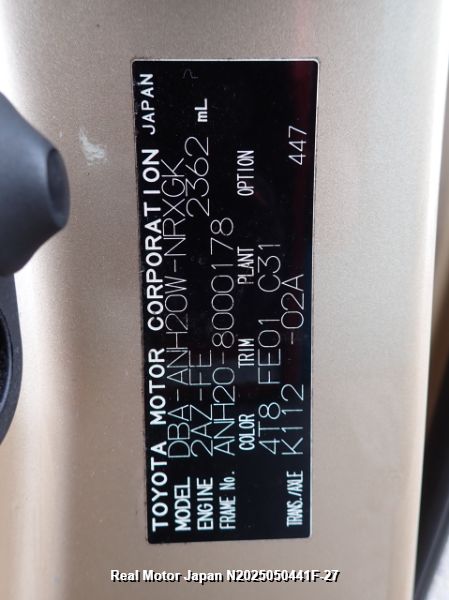 TOYOTA MOTOR CORPORATION JAPAN
MODEL DBA-ANH20W-NRXGK
ENGINE 2AZ-FE 2362 mL
FRAME No. ANH20-8000178
COLOR TRIM PLANT OPTION
4T8 FE01 C31 447
TRANS./AXLE K112 -02A
Real Motor Japan N2025050441F-27